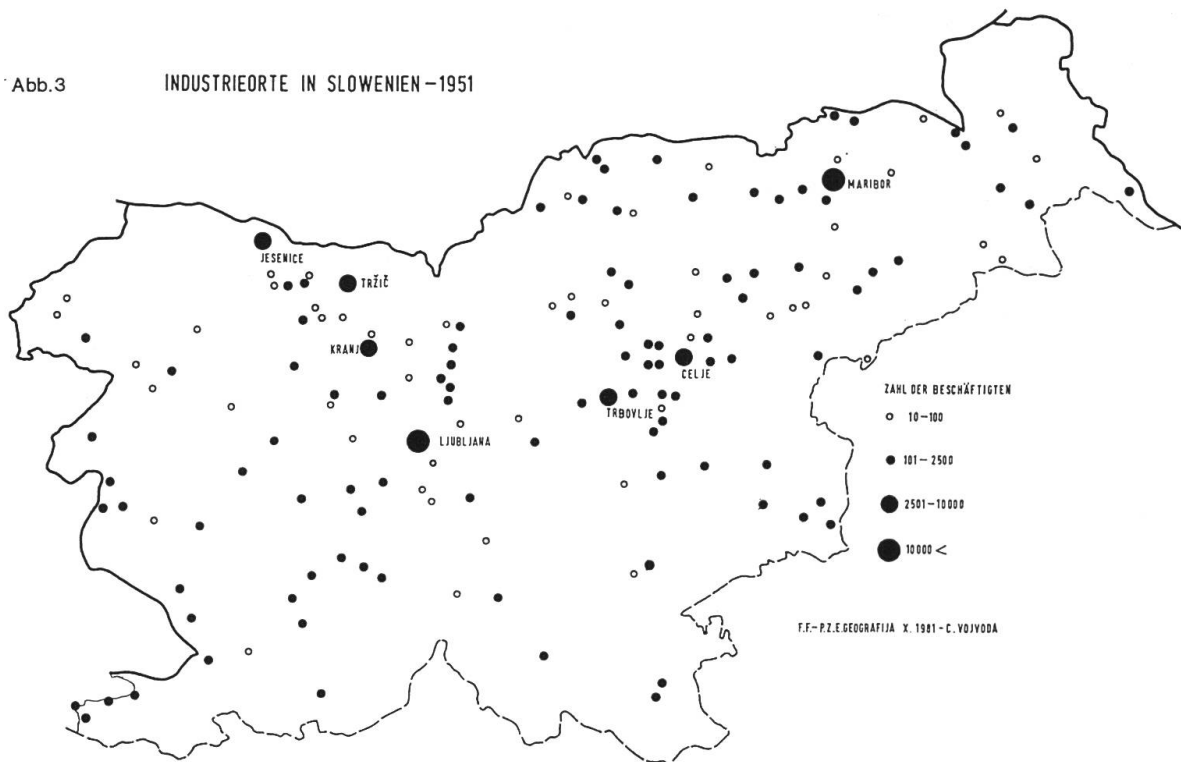 Abb.3
INDUSTRIEORTE IN SLOWENIEN-1951
MARIBOR
JESENICE
TRŽIČ
KRANJ
CELJE
TRBOVLJE
LJUBLJANA
ZAHL DER BESCHÄFTIGTEN
10-100
101-2500
2501-10000
10000 <
F.F.-P.Z.E.GEOGRAFIJA X. 1981-C. VOJVODA